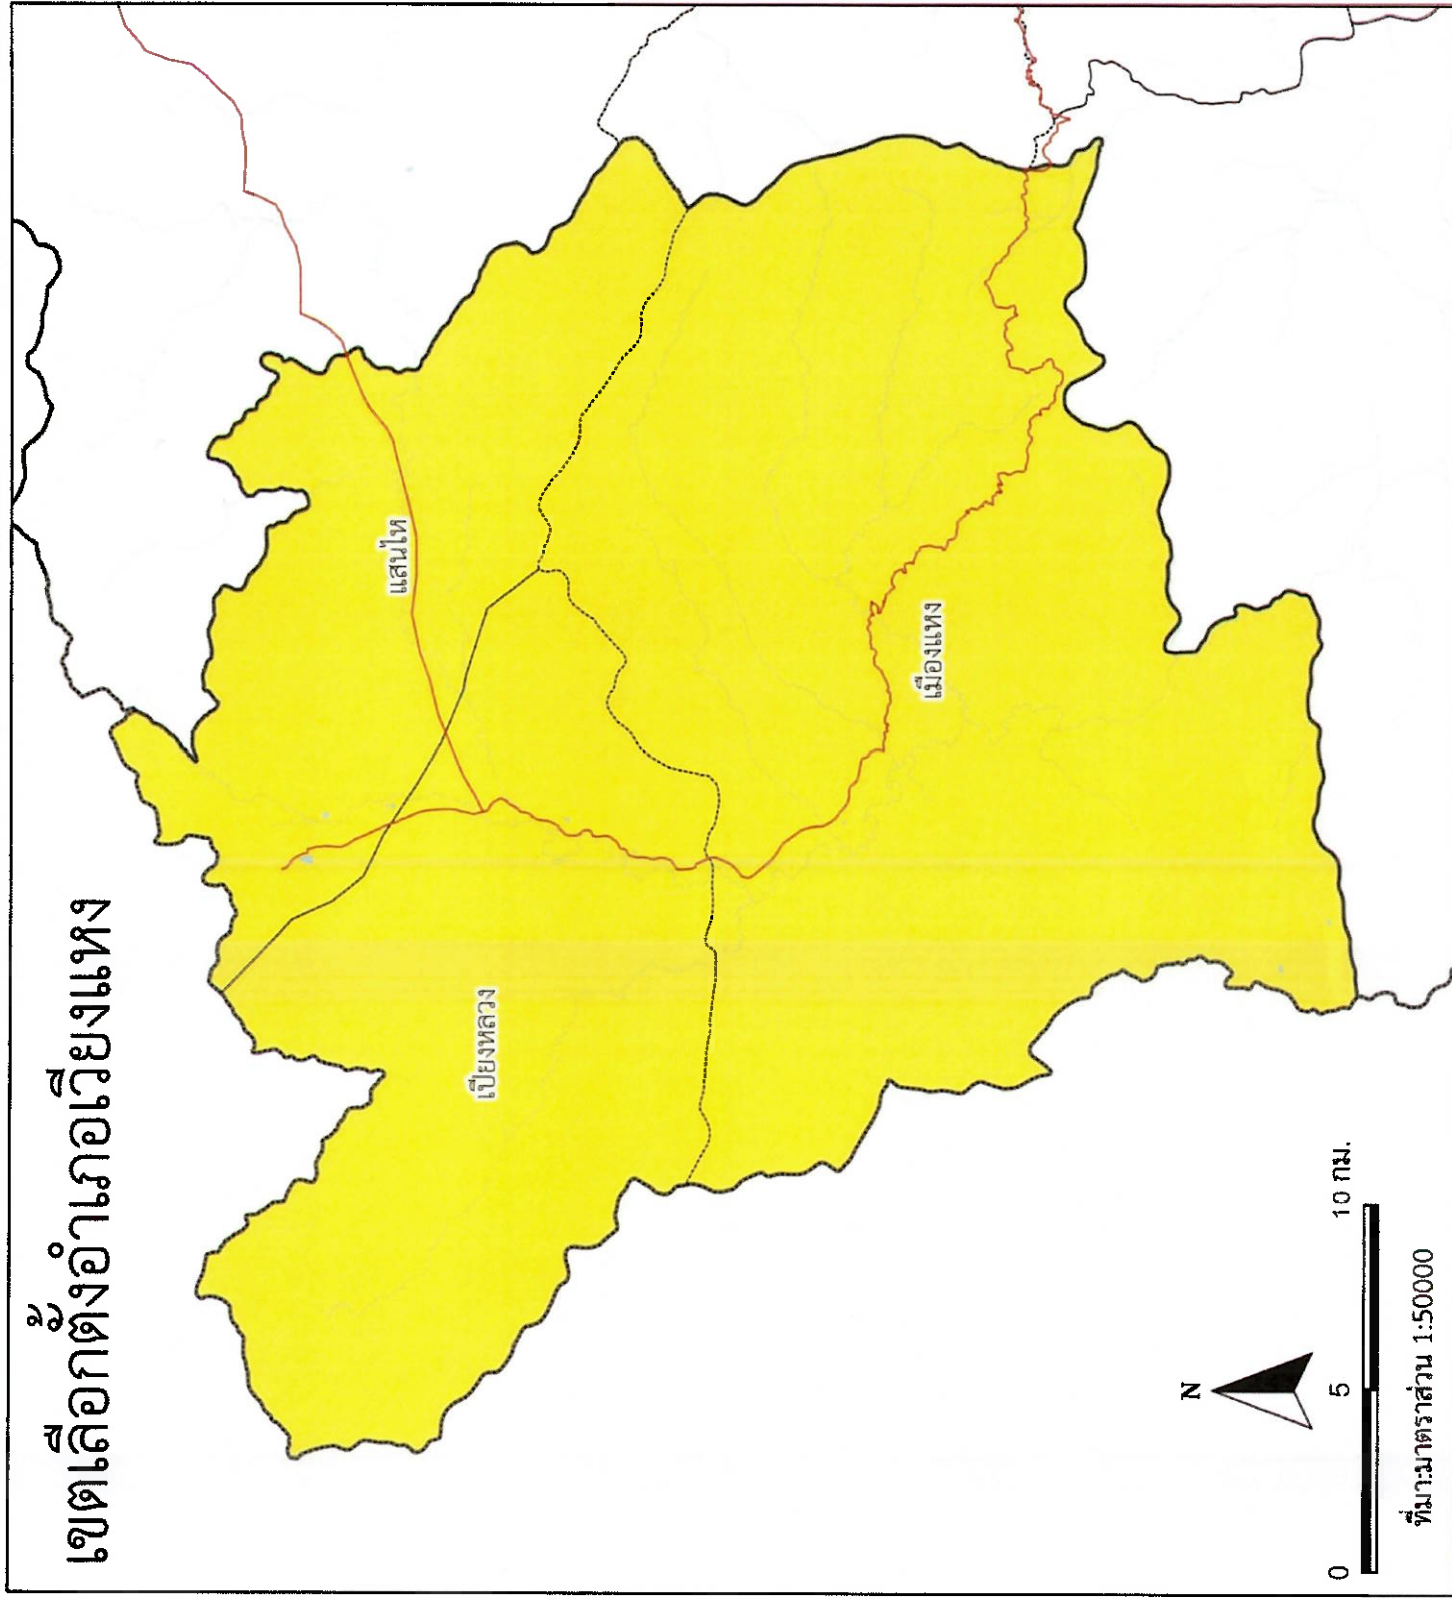 เขตเลือกตั้งอำเภอเวียงแหง
แสนไห
เปียงหลวง
เมืองแหง
N
0 5 10 กม.
ที่มา:มาตราส่วน 1:50000